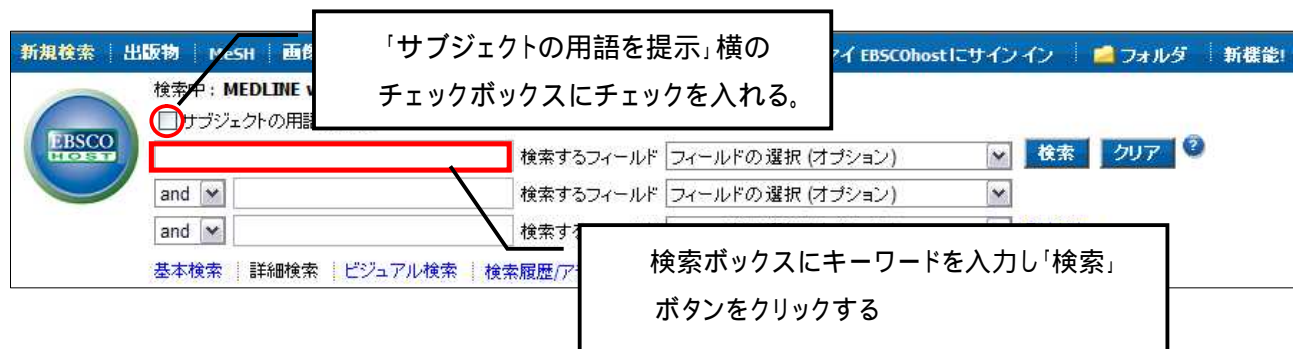 「サブジェクトの用語を提示」横の
チェックボックスにチェックを入れる。
新規検索 出版物 MeSH 画像 マイ EBSCOhostにサインイン フォルダ 新機能!
検索中: MEDLINE
サブジェクトの用語
EBSCO
HOST
検索するフィールド フィールドの選択 (オプション) 検索 クリア ?
and 検索するフィールド フィールドの選択 (オプション)
and 検索する
基本検索 詳細検索 ビジュアル検索 検索履歴/ア
検索ボックスにキーワードを入力し「検索」
ボタンをクリックする